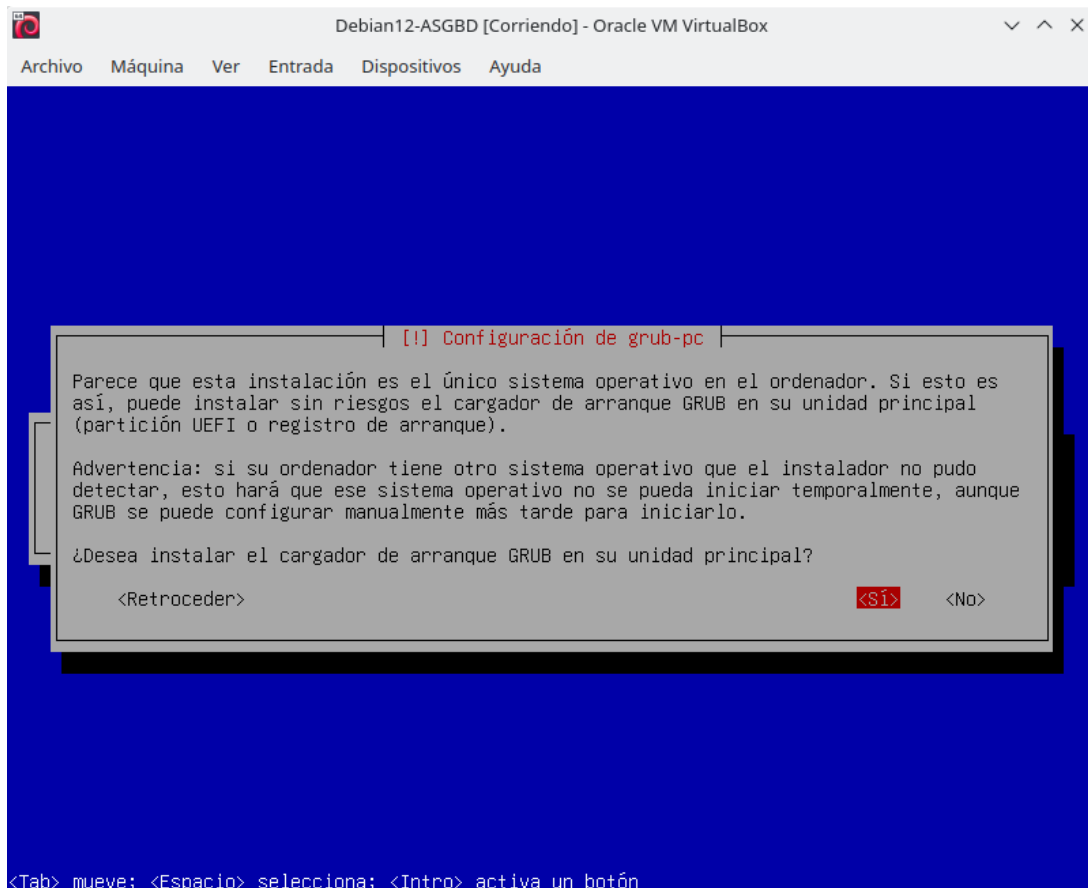 Debian12-ASGBD [Corriendo] - Oracle VM VirtualBox
Archivo Máquina Ver Entrada Dispositivos Ayuda
[!] Configuración de grub-pc
Parece que esta instalación es el único sistema operativo en el ordenador. Si esto es
así, puede instalar sin riesgos el cargador de arranque GRUB en su unidad principal
(partición UEFI o registro de arranque).
Advertencia: si su ordenador tiene otro sistema operativo que el instalador no pudo
detectar, esto hará que ese sistema operativo no se pueda iniciar temporalmente, aunque
GRUB se puede configurar manualmente más tarde para iniciarlo.
¿Desea instalar el cargador de arranque GRUB en su unidad principal?
<Retroceder> <Sí> <No>
<Tab> mueve; <Espacio> selecciona; <Intro> activa un botón